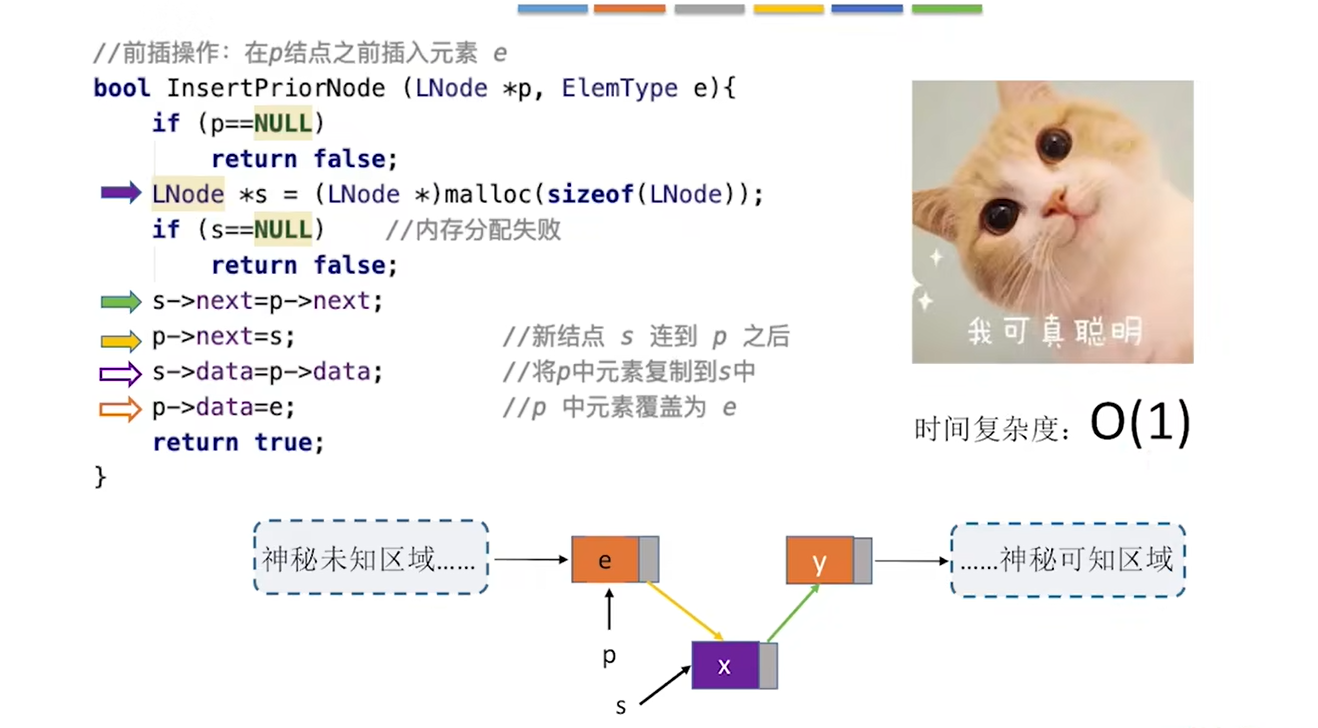 //前插操作：在p结点之前插入元素 e
bool InsertPriorNode (LNode *p, ElemType e){
if (p==NULL)
return false;
LNode *s = (LNode *)malloc(sizeof(LNode));
if (s==NULL) //内存分配失败
return false;
s->next=p->next;
p->next=s; //新结点 s 连到 p 之后
s->data=p->data; //将p中元素复制到s中
p->data=e; //p 中元素覆盖为 e
return true;
}
我可真聪明
时间复杂度：O(1)
神秘未知区域……
e
y
……神秘可知区域
p
x
s